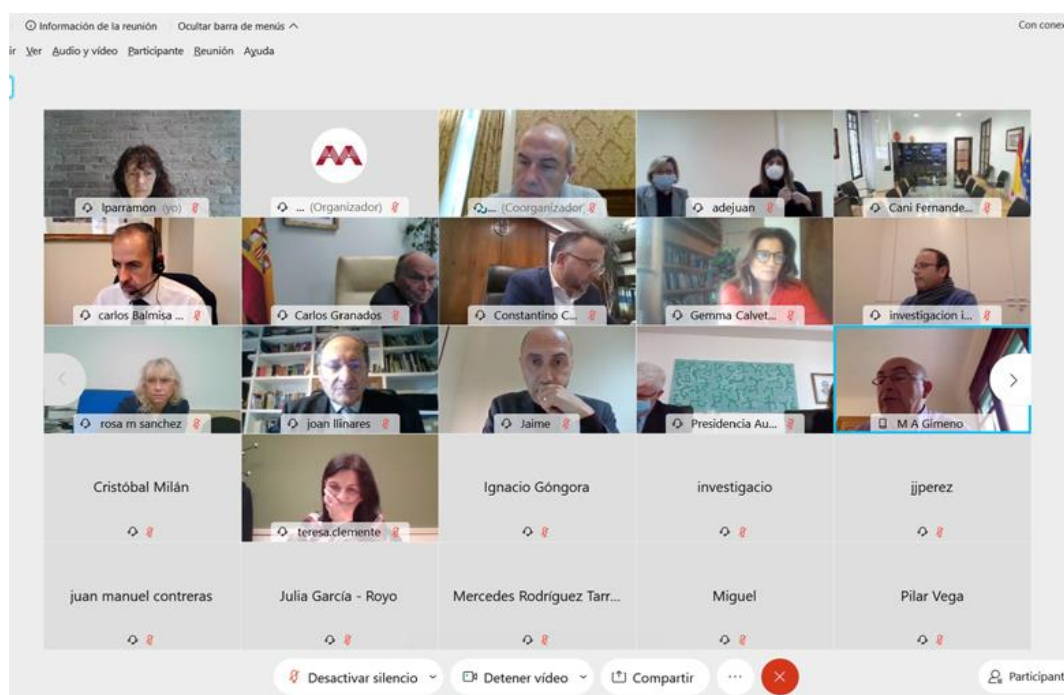 Información de la reunión Ocultar barra de menús
Con conex
ir Ver Audio y vídeo Participante Reunión Ayuda
lparramon (yo)
... (Organizador)
... (Coorganizador)
adejuan
Cani Fernande...
carlos Balmisa ...
Carlos Granados
Constantino C...
Gemma Calvet...
investigacion i...
rosa m sanchez
joan llinares
Jaime
Presidencia Au...
M A Gimeno
Cristóbal Milán
teresa.clemente
Ignacio Góngora
investigacio
jjperez
juan manuel contreras
Julia García - Royo
Mercedes Rodríguez Tarr...
Miguel
Pilar Vega
Desactivar silencio
Detener vídeo
Compartir
...
Participant